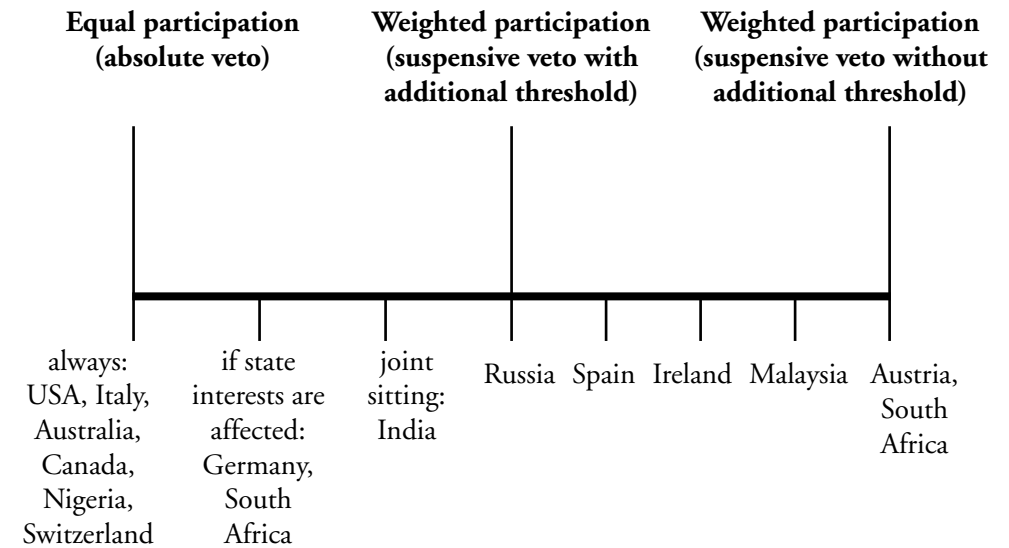 Equal participation
(absolute veto)
Weighted participation
(suspensive veto with
additional threshold)
Weighted participation
(suspensive veto without
additional threshold)
always:
USA, Italy,
Australia,
Canada,
Nigeria,
Switzerland
if state
interests are
affected:
Germany,
South
Africa
joint
sitting:
India
Russia
Spain
Ireland
Malaysia
Austria,
South
Africa